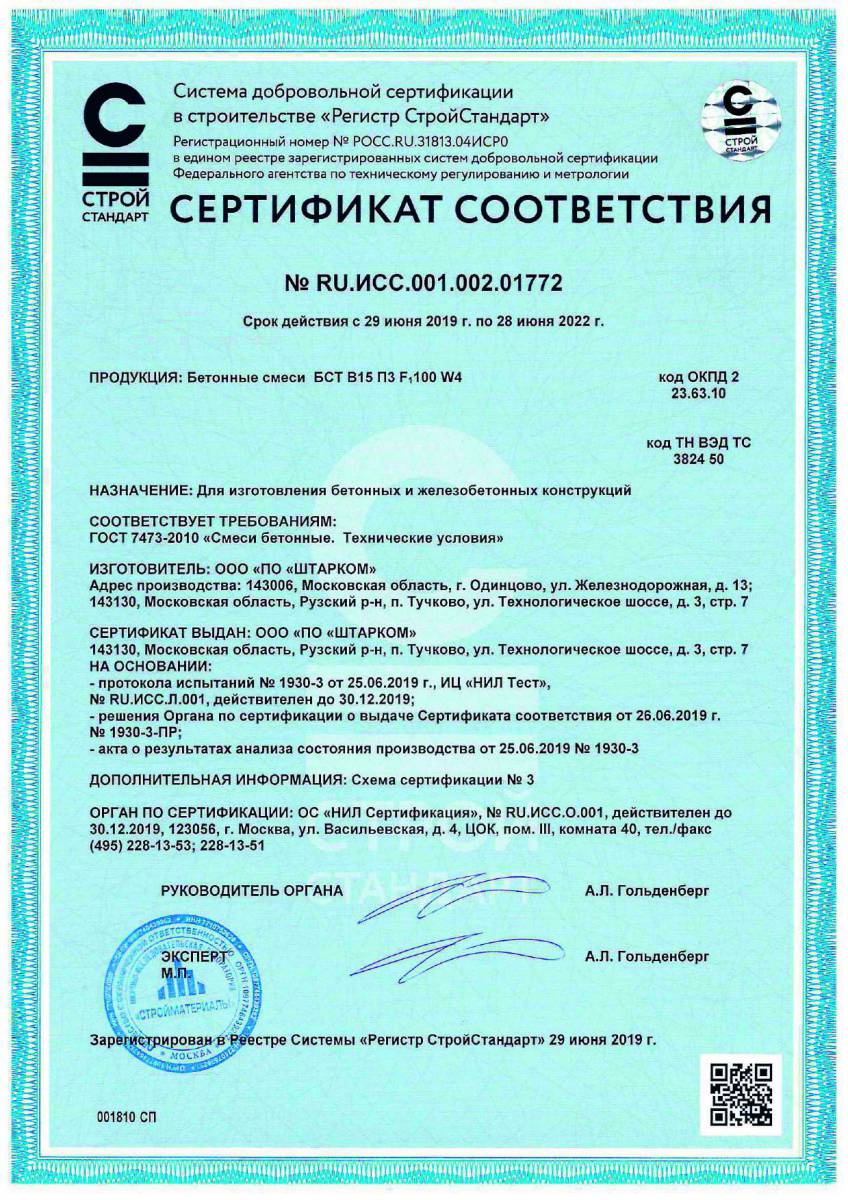 С
СТРОЙ
СТАНДАРТ
Система добровольной сертификации
в строительстве «Регистр СтройСтандарт»
Регистрационный номер № РОСС.RU.31813.04ИСР0
в едином реестре зарегистрированных систем добровольной сертификации
Федерального агентства по техническому регулированию и метрологии
С
СТРОЙ
СТАНДАРТ
СЕРТИФИКАТ СООТВЕТСТВИЯ
№ RU.ИСС.001.002.01772
Срок действия с 29 июня 2019 г. по 28 июня 2022 г.
ПРОДУКЦИЯ: Бетонные смеси БСТ В15 П3 F₁100 W4
код ОКПД 2
23.63.10
код ТН ВЭД ТС
3824 50
НАЗНАЧЕНИЕ: Для изготовления бетонных и железобетонных конструкций
СООТВЕТСТВУЕТ ТРЕБОВАНИЯМ:
ГОСТ 7473-2010 «Смеси бетонные. Технические условия»
ИЗГОТОВИТЕЛЬ: ООО «ПО «ШТАРКОМ»
Адрес производства: 143006, Московская область, г. Одинцово, ул. Железнодорожная, д. 13;
143130, Московская область, Рузский р-н, п. Тучково, ул. Технологическое шоссе, д. 3, стр. 7
СЕРТИФИКАТ ВЫДАН: ООО «ПО «ШТАРКОМ»
143130, Московская область, Рузский р-н, п. Тучково, ул. Технологическое шоссе, д. 3, стр. 7
НА ОСНОВАНИИ:
- протокола испытаний № 1930-3 от 25.06.2019 г., ИЦ «НИЛ Тест»,
№ RU.ИСС.Л.001, действителен до 30.12.2019;
- решения Органа по сертификации о выдаче Сертификата соответствия от 26.06.2019 г.
№ 1930-3-ПР;
- акта о результатах анализа состояния производства от 25.06.2019 № 1930-3
ДОПОЛНИТЕЛЬНАЯ ИНФОРМАЦИЯ: Схема сертификации № 3
ОРГАН ПО СЕРТИФИКАЦИИ: ОС «НИЛ Сертификация», № RU.ИСС.О.001, действителен до
30.12.2019, 123056, г. Москва, ул. Васильевская, д. 4, ЦОК, пом. III, комната 40, тел./факс
(495) 228-13-53; 228-13-51
С
СТРОЙ
СТАНДАРТ
РУКОВОДИТЕЛЬ ОРГАНА
А.Л. Гольденберг
ЭКСПЕРТ
А.Л. Гольденберг
М.П.
«СТРОЙМАТЕРИАЛЫ»
МОСКВА
Зарегистрирован в Реестре Системы «Регистр СтройСтандарт» 29 июня 2019 г.
001810 СП